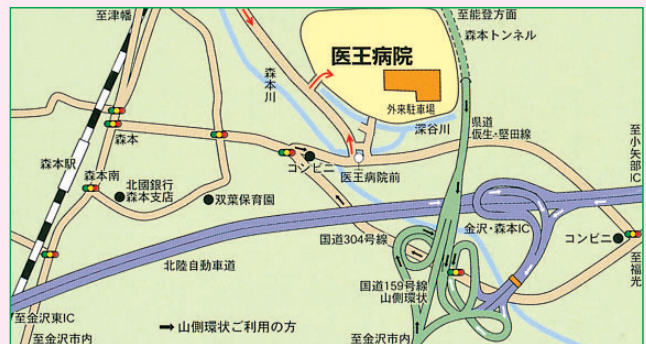 至津幡
至能登方面
森本トンネル
医王病院
外来駐車場
森本川
深谷川
県道
仮生・堅田線
至小矢部IC
森本
森本駅
森本南
北國銀行
森本支店
双葉保育園
コンビニ
医王病院前
金沢・森本IC
コンビニ
至福光
国道304号線
北陸自動車道
国道159号線
山側環状
至金沢東IC
至金沢市内
山側環状ご利用の方
至金沢市内